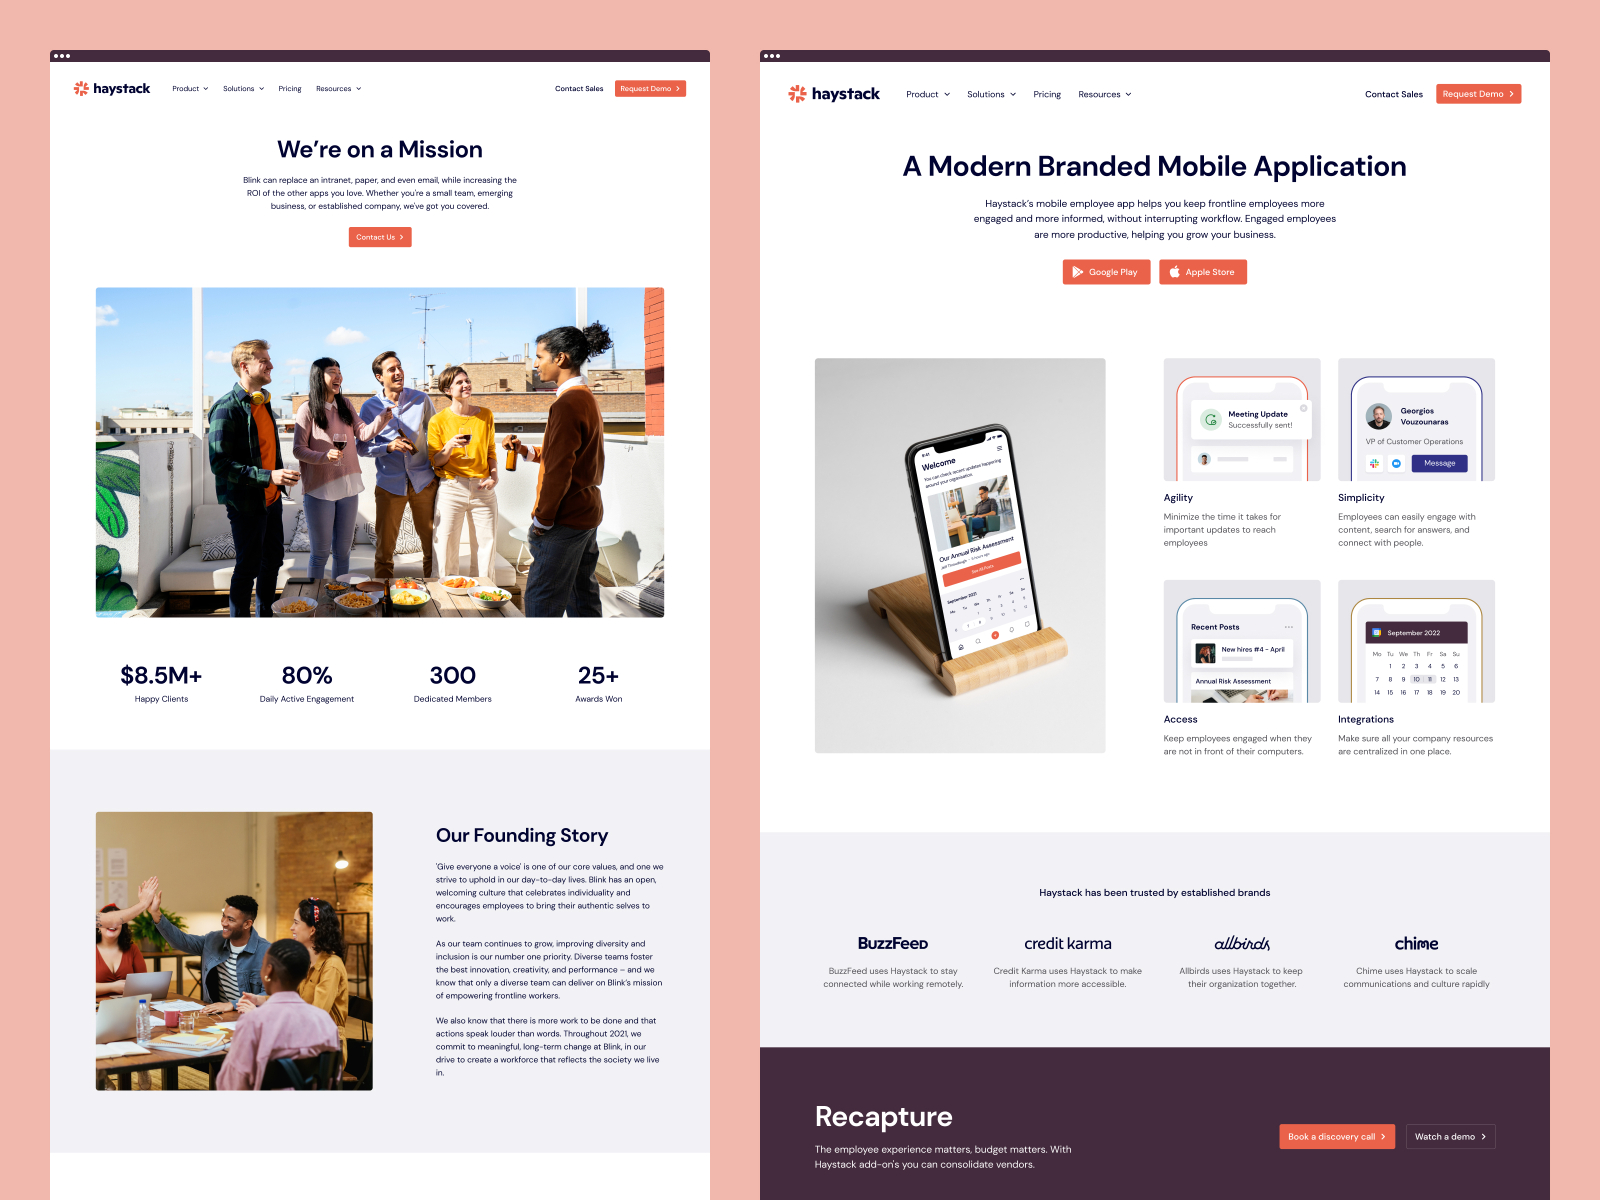 haystack
Product
Solutions
Pricing
Resources
Contact Sales
Request Demo
We're on a Mission
Blink can replace an intranet, paper, and even email, while increasing the
ROI of the other apps you love. Whether you're a small team, emerging
business, or established company, we've got you covered.
Contact Us
$8.5M+
Happy Clients
80%
Daily Active Engagement
300
Dedicated Members
25+
Awards Won
Our Founding Story
'Give everyone a voice' is one of our core values, and one we
strive to uphold in our day-to-day lives. Blink has an open,
welcoming culture that celebrates individuality and
encourages employees to bring their authentic selves to
work.
As our team continues to grow, improving diversity and
inclusion is our number one priority. Diverse teams foster
the best innovation, creativity, and performance – and we
know that only a diverse team can deliver on Blink's mission
of empowering frontline workers.
We also know that there is more work to be done and that
actions speak louder than words. Throughout 2021, we
commit to meaningful, long-term change at Blink, in our
drive to create a workforce that reflects the society we live
in.
haystack
Product
Solutions
Pricing
Resources
Contact Sales
Request Demo
A Modern Branded Mobile Application
Haystack's mobile employee app helps you keep frontline employees more
engaged and more informed, without interrupting workflow. Engaged employees
are more productive, helping you grow your business.
Google Play
Apple Store
9:41
Welcome
You can check recent updates happening
around your organisation.
Our Annual Risk Assessment
See All Posts
September 2021
Meeting Update
Successfully sent!
Agility
Minimize the time it takes for
important updates to reach
employees
Georgios
Vouzounaras
VP of Customer Operations
Message
Simplicity
Employees can easily engage with
content, search for answers, and
connect with people.
Recent Posts
New hires #4 - April
Annual Risk Assessment
Access
Keep employees engaged when they
are not in front of their computers.
September 2022
Mo Tu We Th Fr Sa Su
1 2 3 4 5 6
7 8 9 10 11 12 13
14 15 16 17 18 19 20
Integrations
Make sure all your company resources
are centralized in one place.
Haystack has been trusted by established brands
BuzzFeed
BuzzFeed uses Haystack to stay
connected while working remotely.
credit karma
Credit Karma uses Haystack to make
information more accessible.
allbirds
Allbirds uses Haystack to keep
their organization together.
chime
Chime uses Haystack to scale
communications and culture rapidly
Recapture
The employee experience matters, budget matters. With
Haystack add-on's you can consolidate vendors.
Book a discovery call
Watch a demo